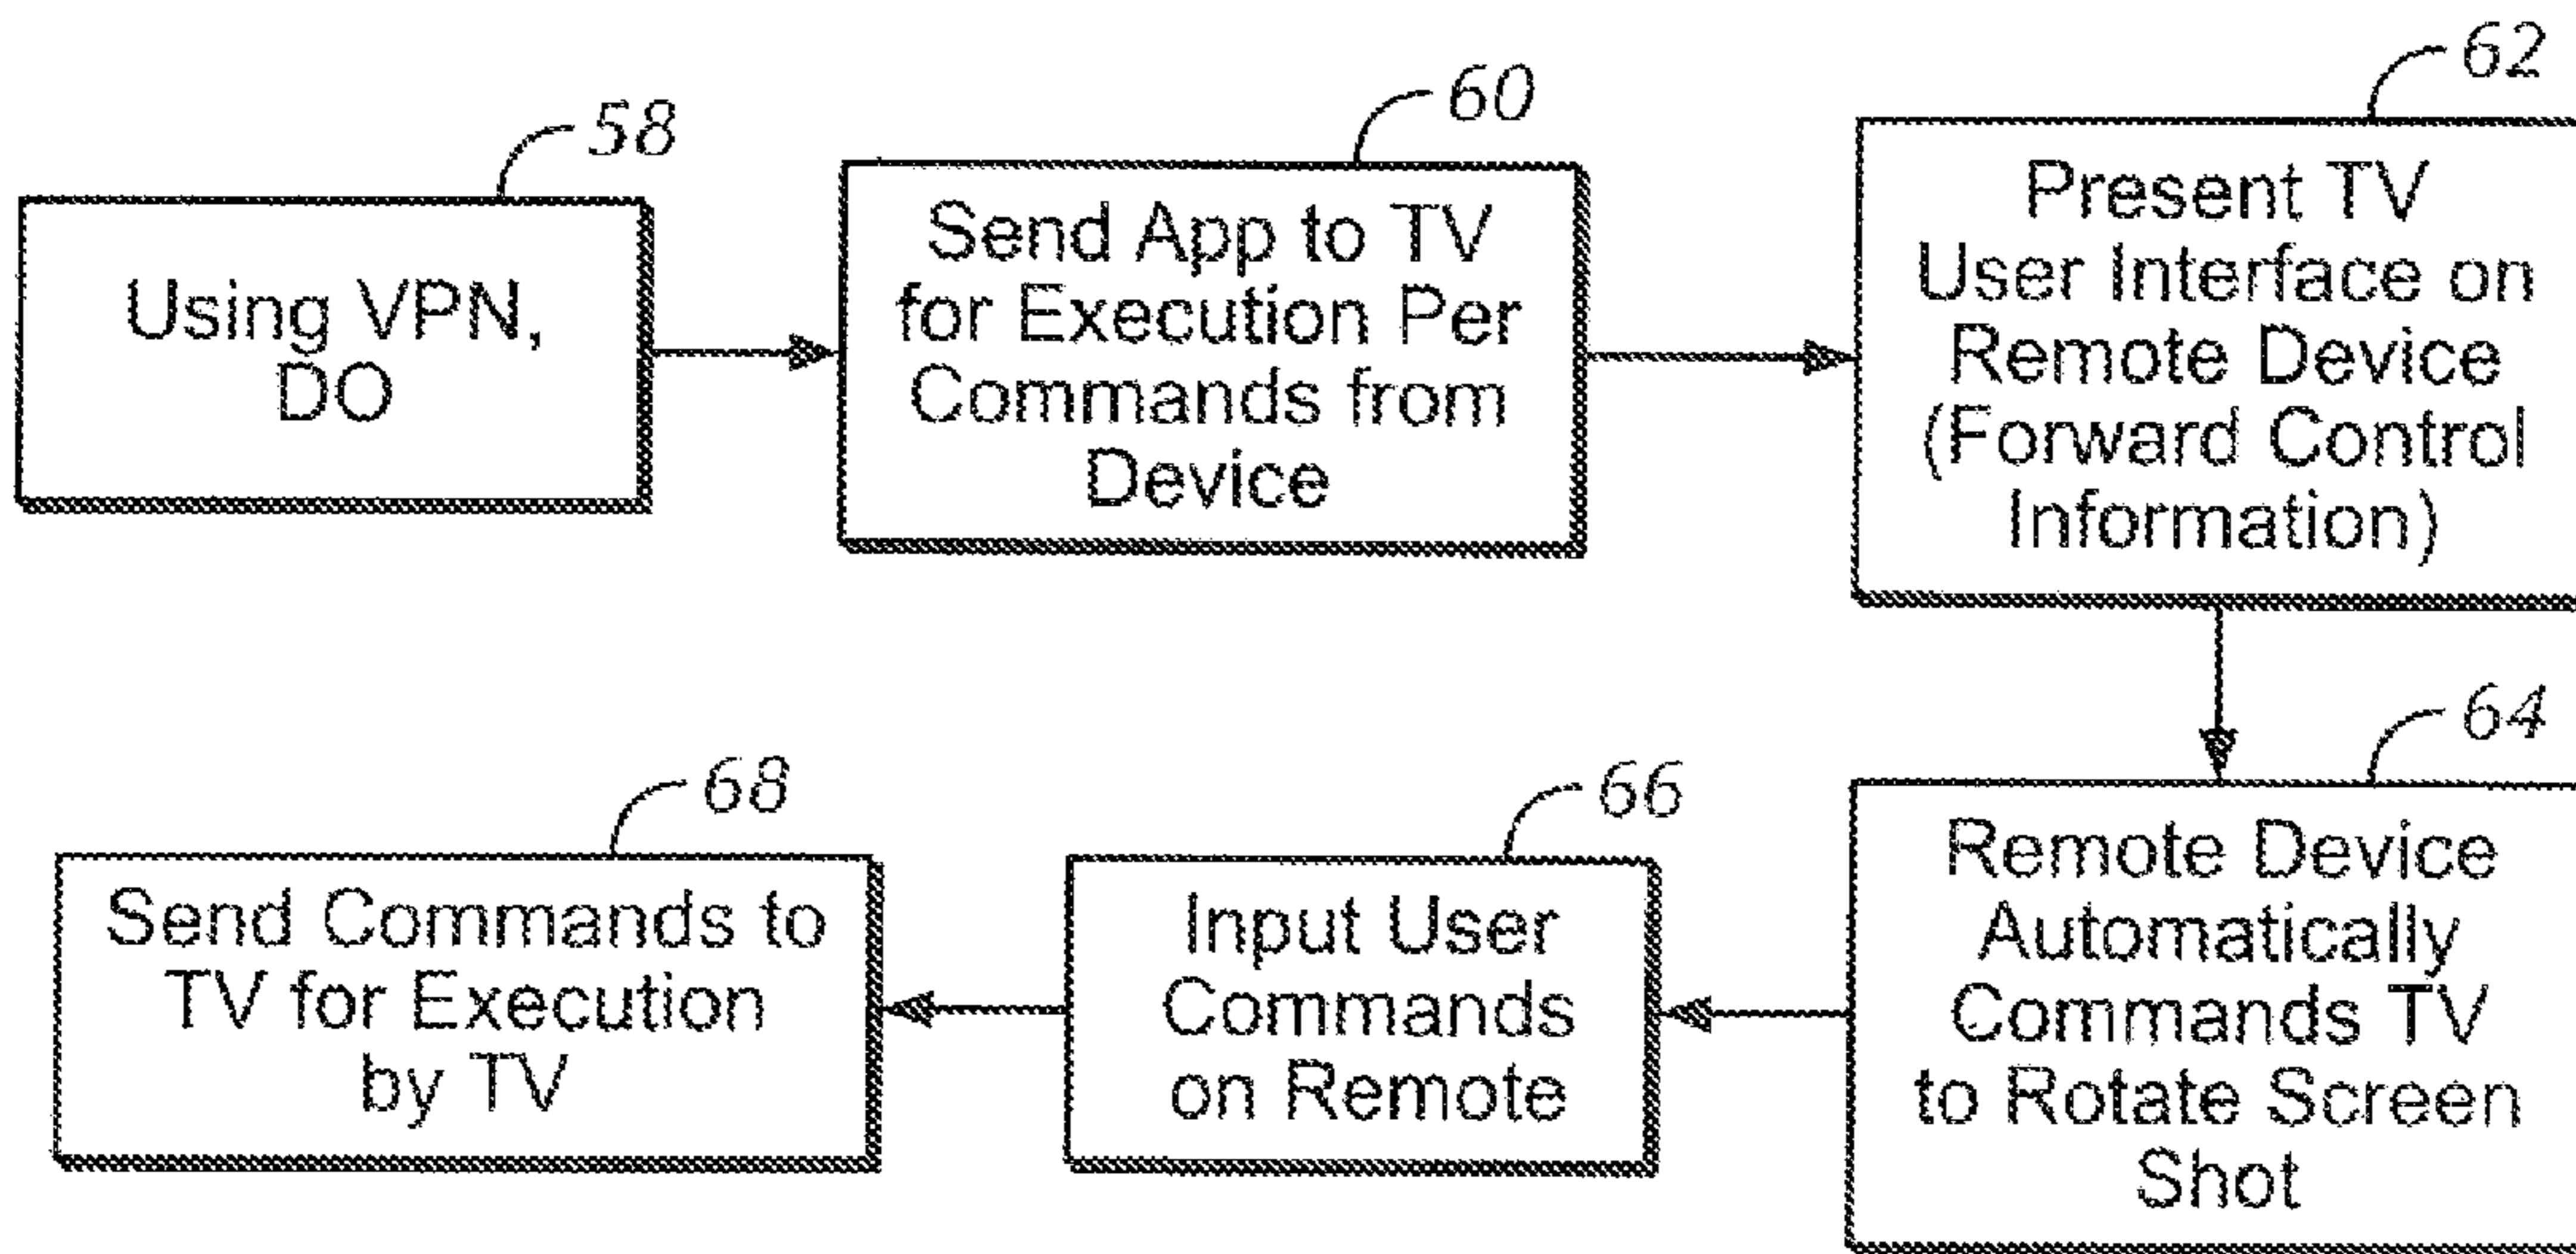 58
Using VPN,
DO
60
Send App to TV
for Execution Per
Commands from
Device
62
Present TV
User Interface on
Remote Device
(Forward Control
Information)
64
Remote Device
Automatically
Commands TV
to Rotate Screen
Shot
66
Input User
Commands
on Remote
68
Send Commands to
TV for Execution
by TV